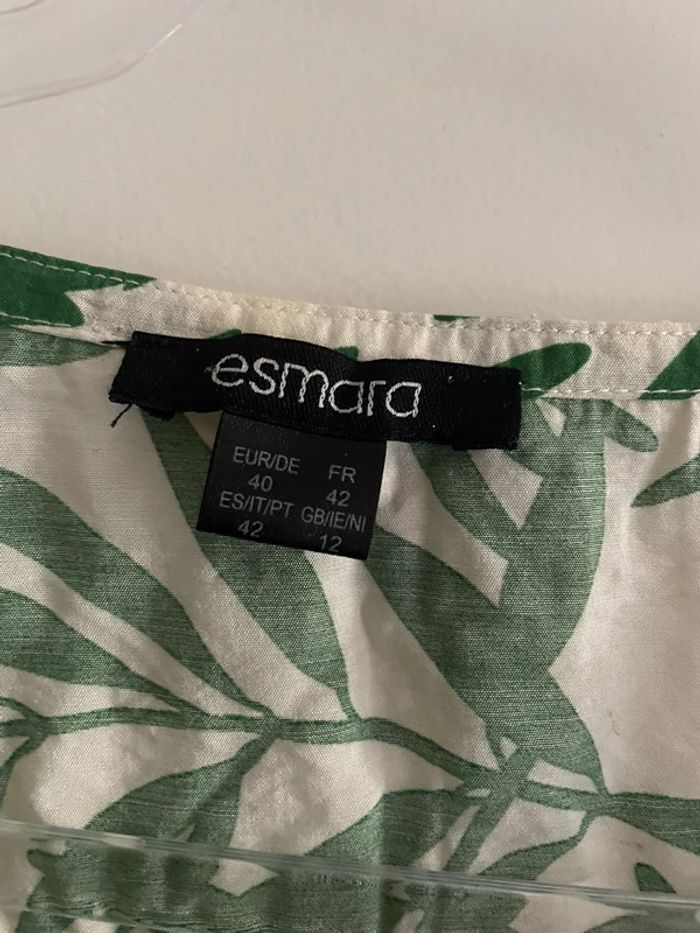 esmara
EUR/DE FR
40 42
ES/IT/PT GB/IE/NI
42 12